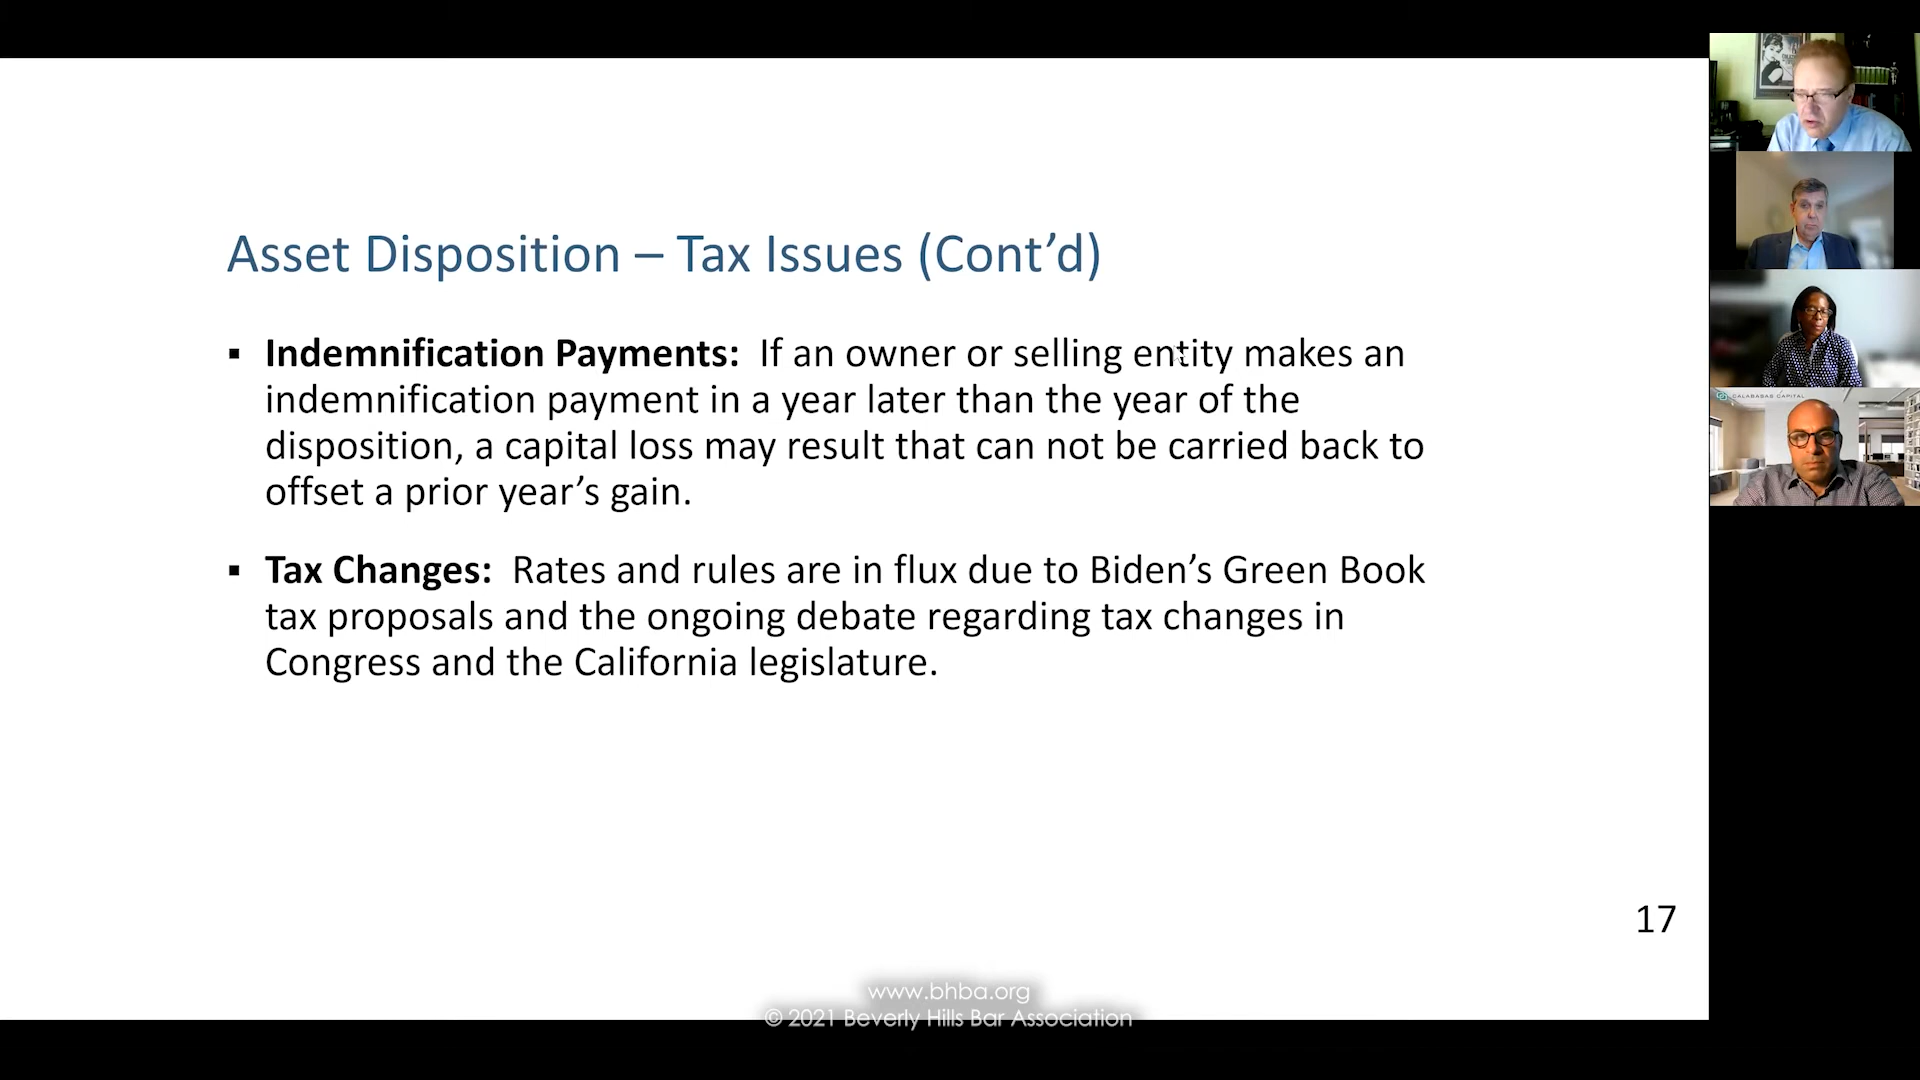 Asset Disposition – Tax Issues (Cont’d)
▪ Indemnification Payments: If an owner or selling entity makes an
indemnification payment in a year later than the year of the
disposition, a capital loss may result that can not be carried back to
offset a prior year’s gain.
▪ Tax Changes: Rates and rules are in flux due to Biden’s Green Book
tax proposals and the ongoing debate regarding tax changes in
Congress and the California legislature.
17
www.bhba.org
© 2021 Beverly Hills Bar Association
CALABASAS CAPITAL